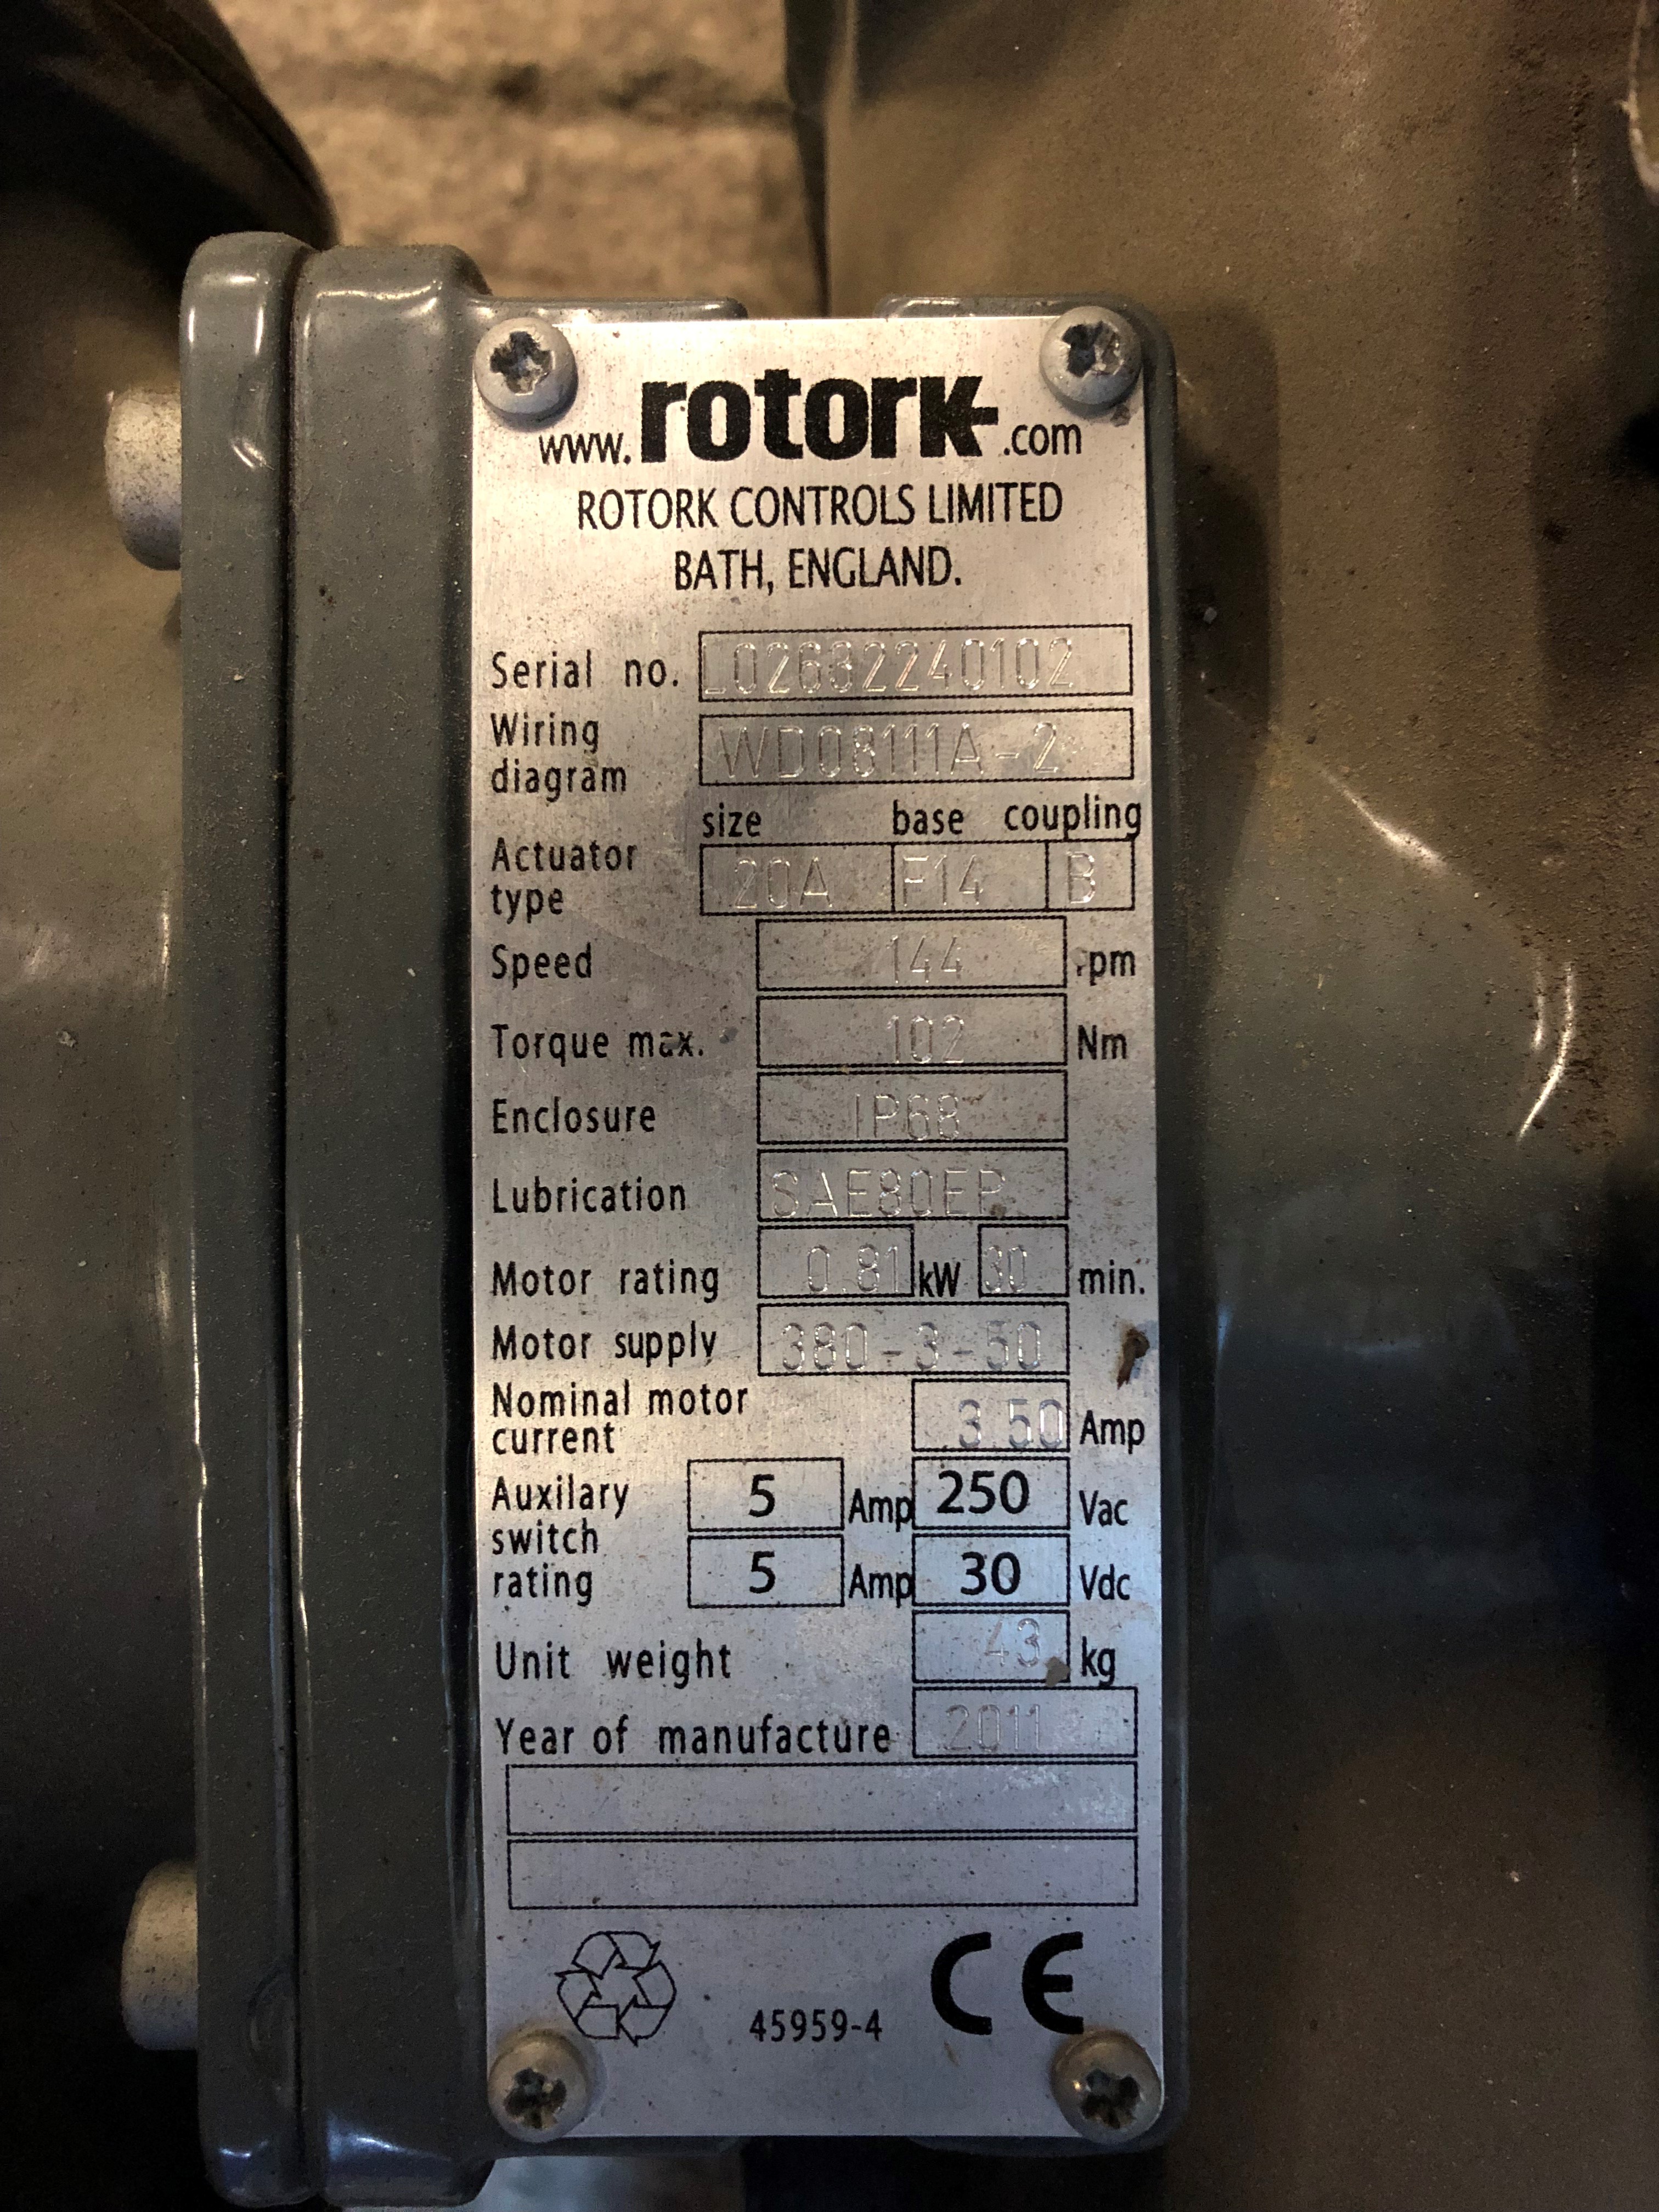 www.rotork.com
ROTORK CONTROLS LIMITED
BATH, ENGLAND.
Serial no. L02682240102
Wiring diagram WD08111A-2
size base coupling
Actuator type 20A F14 B
Speed 144 rpm
Torque max. 102 Nm
Enclosure IP68
Lubrication SAE80EP
Motor rating 0.81 kW 30 min.
Motor supply 380-3-50
Nominal motor current 3.50 Amp
Auxilary switch rating 5 Amp 250 Vac
5 Amp 30 Vdc
Unit weight 43 kg
Year of manufacture 2011
45959-4 CE